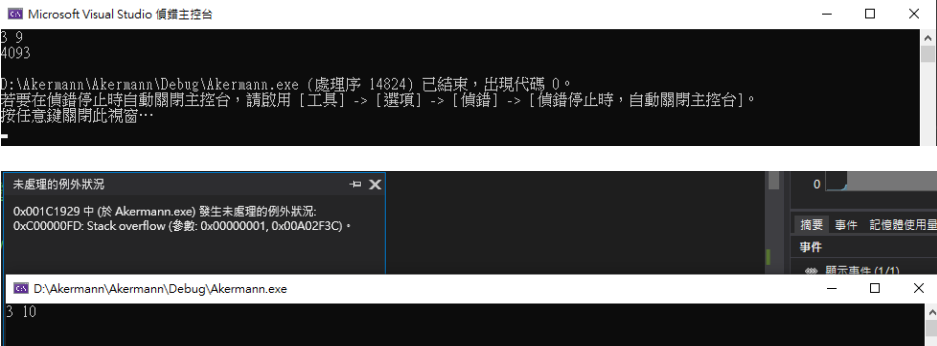 Microsoft Visual Studio 偵錯主控台
3 9
4093
D:\Akermann\Akermann\Debug\Akermann.exe (處理序 14824) 已結束，出現代碼 0。
若要在偵錯停止時自動關閉主控台，請啟用 [工具] -> [選項] -> [偵錯] -> [偵錯停止時，自動關閉主控台]。
按任意鍵關閉此視窗…
未處理的例外狀況
0x001C1929 中 (於 Akermann.exe) 發生未處理的例外狀況:
0xC00000FD: Stack overflow (參數: 0x00000001, 0x00A02F3C)。
0
摘要 事件 記憶體使用量
事件
顯示事件 (1/1)
D:\Akermann\Akermann\Debug\Akermann.exe
3 10